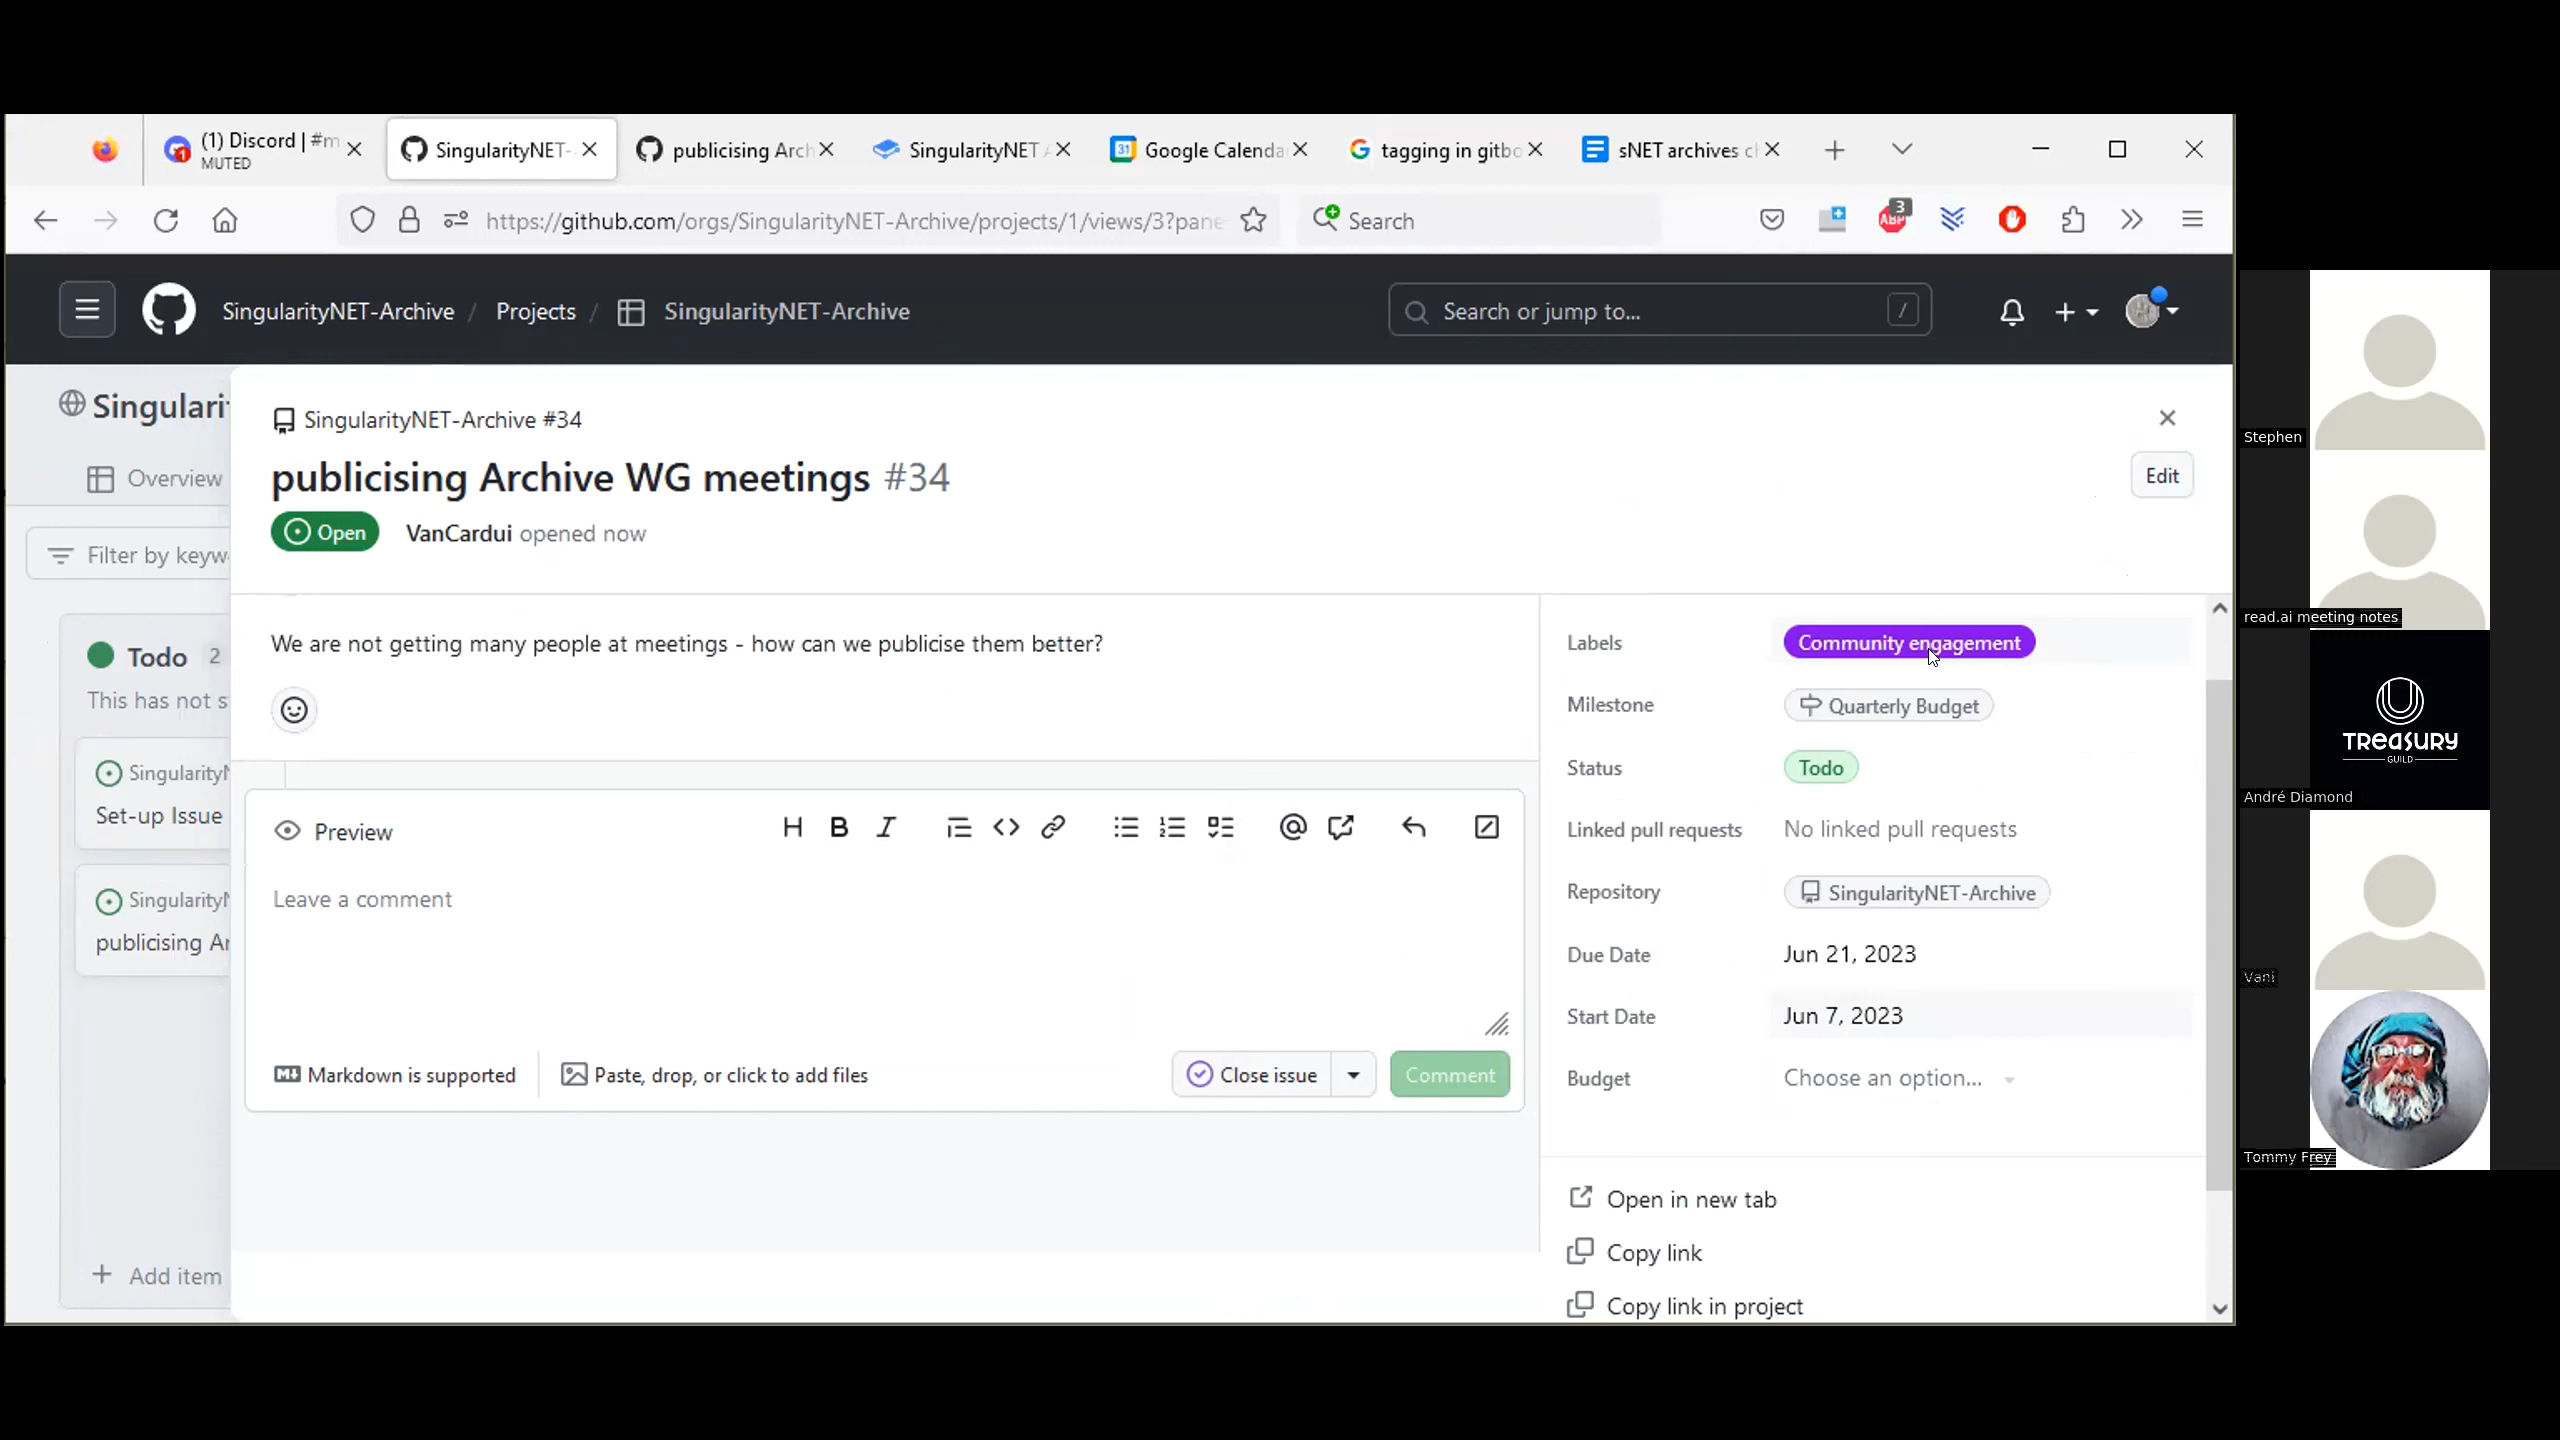 (1) Discord | #m
MUTED
SingularityNET-
publicising Arch
SingularityNET A
Google Calenda
tagging in gitbo
sNET archives cl
https://github.com/orgs/SingularityNET-Archive/projects/1/views/3?pane
Search
3
ABP
SingularityNET-Archive / Projects / SingularityNET-Archive
Search or jump to...
/
Singulari
SingularityNET-Archive #34
publicising Archive WG meetings #34
Edit
Open
VanCardui opened now
Overview
Filter by keyw
Todo 2
This has not s
SingularityN
Set-up Issue
SingularityN
publicising Ar
Add item
We are not getting many people at meetings - how can we publicise them better?
Preview
Leave a comment
Markdown is supported
Paste, drop, or click to add files
Close issue
Comment
Labels Community engagement
Milestone Quarterly Budget
Status Todo
Linked pull requests No linked pull requests
Repository SingularityNET-Archive
Due Date Jun 21, 2023
Start Date Jun 7, 2023
Budget Choose an option...
Open in new tab
Copy link
Copy link in project
Stephen
read.ai meeting notes
TREASURY
GUILD
André Diamond
Vani
Tommy Frey